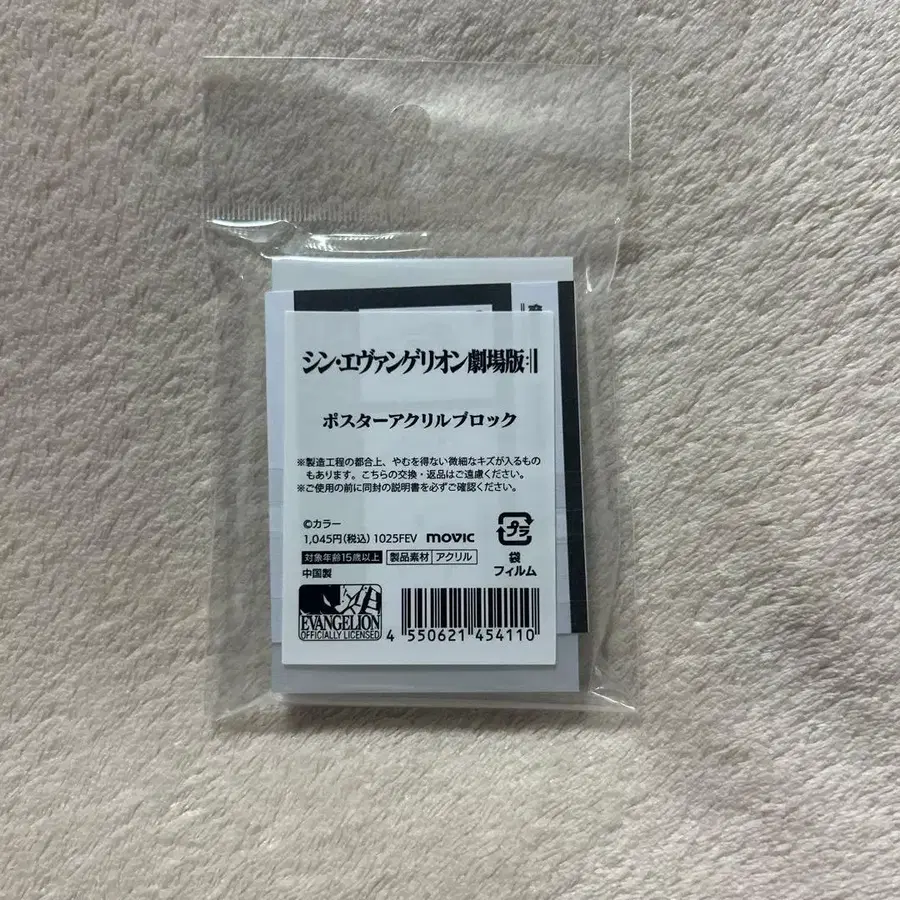 シン・エヴァンゲリオン劇場版:||
ポスターアクリルブロック
※製造工程の都合上、やむを得ない微細なキズが入るもの
もあります。こちらの交換・返品はご遠慮ください。
※ご使用の前に同封の説明書を必ずご確認ください。
©カラー
1,045円(税込) 1025FEV movic
対象年齢15歳以上 製品素材 アクリル
中国製
プラ
袋
フィルム
EVANGELION
OFFICIALLY LICENSED
4 550621 454110